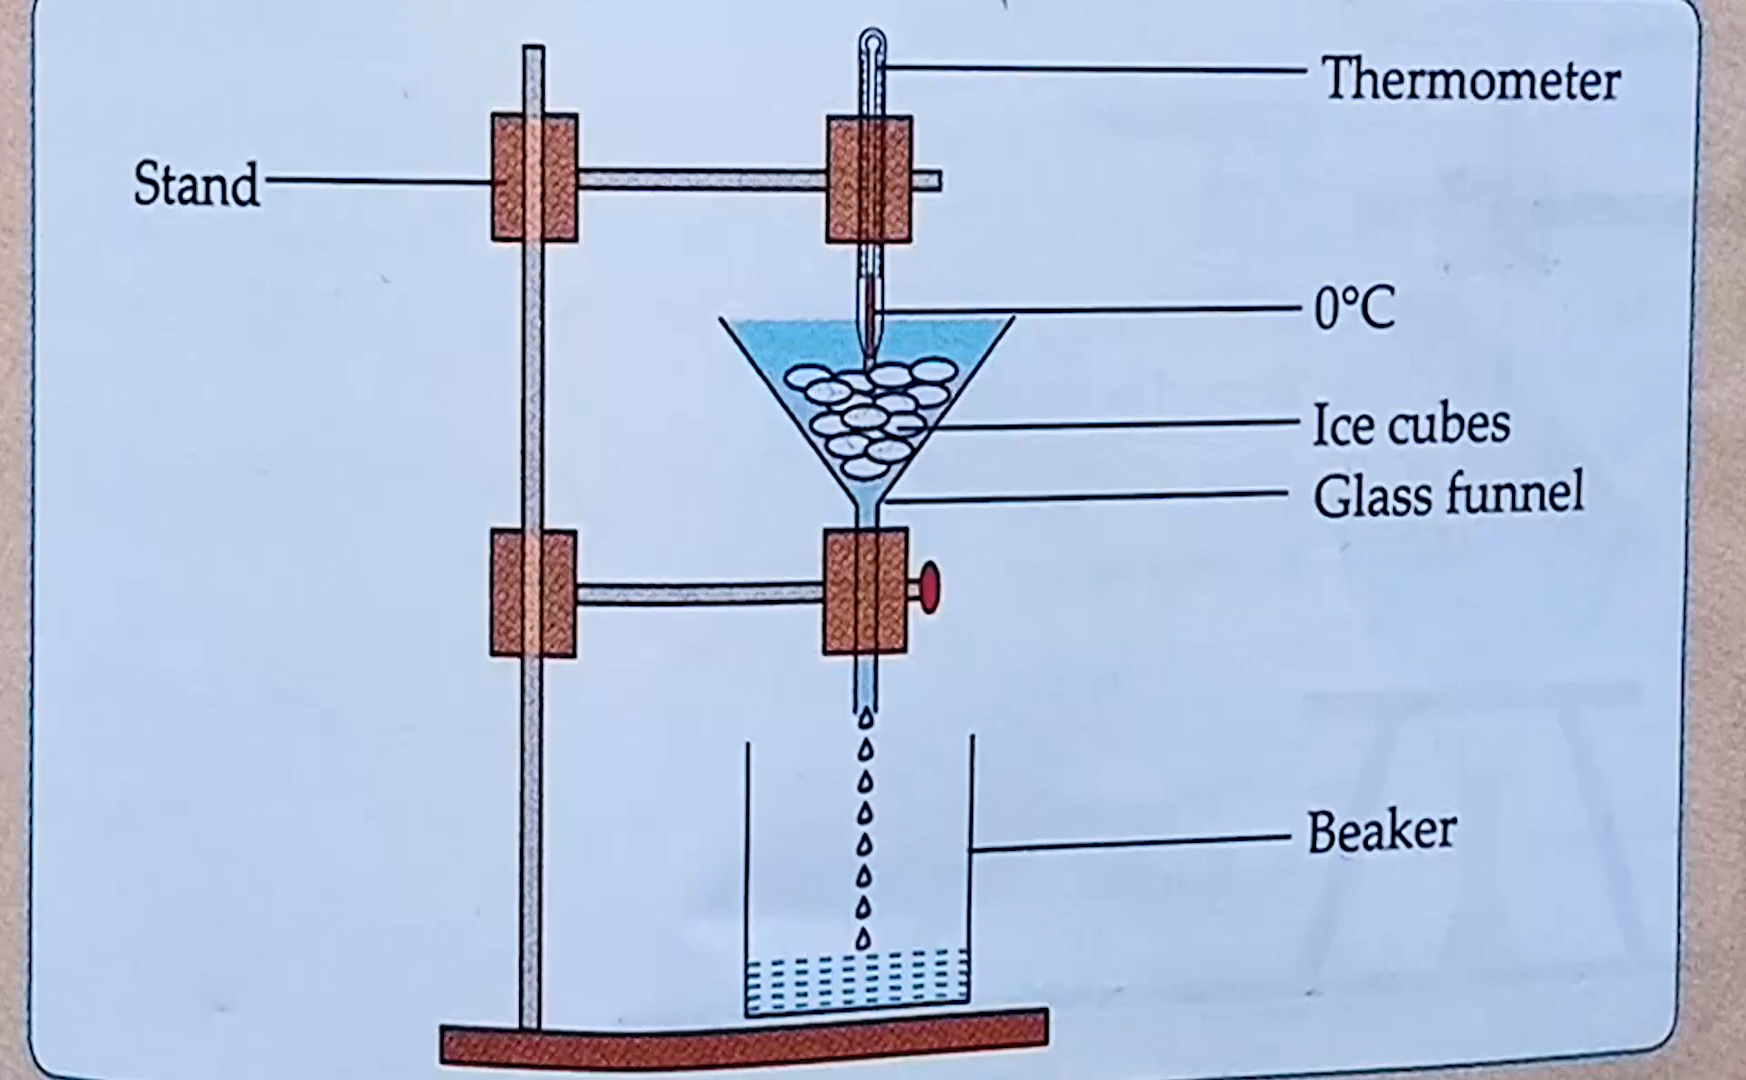 Thermometer
Stand
0°C
Ice cubes
Glass funnel
Beaker